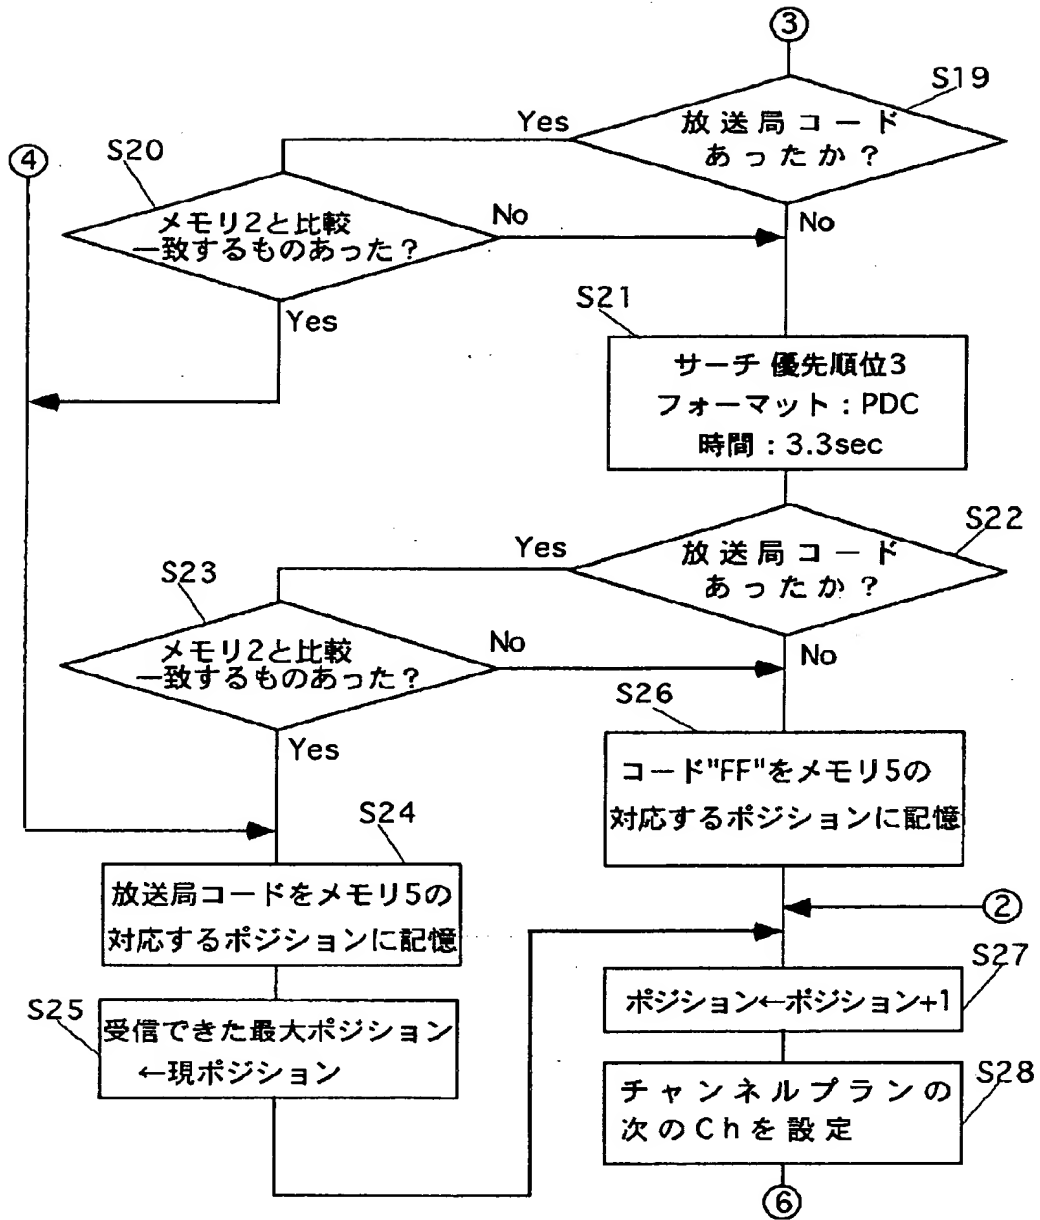 ③
S19
放送局コード
あったか？
Yes
No
④
S20
メモリ2と比較
一致するものあった？
No
Yes
S21
サーチ 優先順位3
フォーマット：PDC
時間：3.3sec
S22
放送局コード
あったか？
Yes
No
S23
メモリ2と比較
一致するものあった？
No
Yes
S26
コード"FF"をメモリ5の
対応するポジションに記憶
S24
放送局コードをメモリ5の
対応するポジションに記憶
②
S27
ポジション←ポジション+1
S25
受信できた最大ポジション
←現ポジション
S28
チャンネルプランの
次のChを設定
⑥